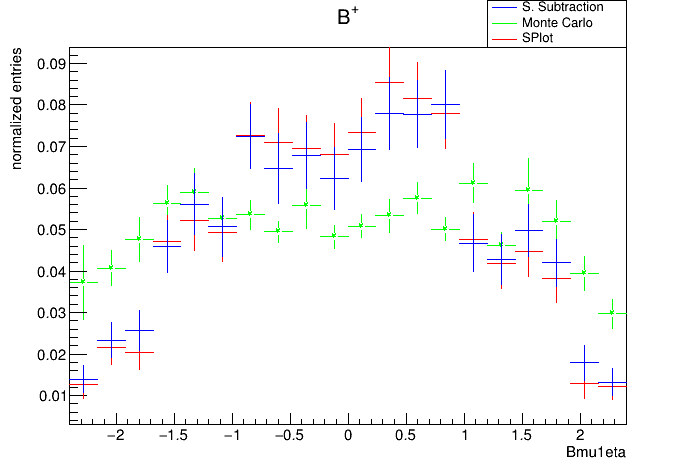 B⁺
S. Subtraction
Monte Carlo
SPlot
normalized entries
0.09
0.08
0.07
0.06
0.05
0.04
0.03
0.02
0.01
−2 −1.5 −1 −0.5 0 0.5 1 1.5 2
Bmu1eta